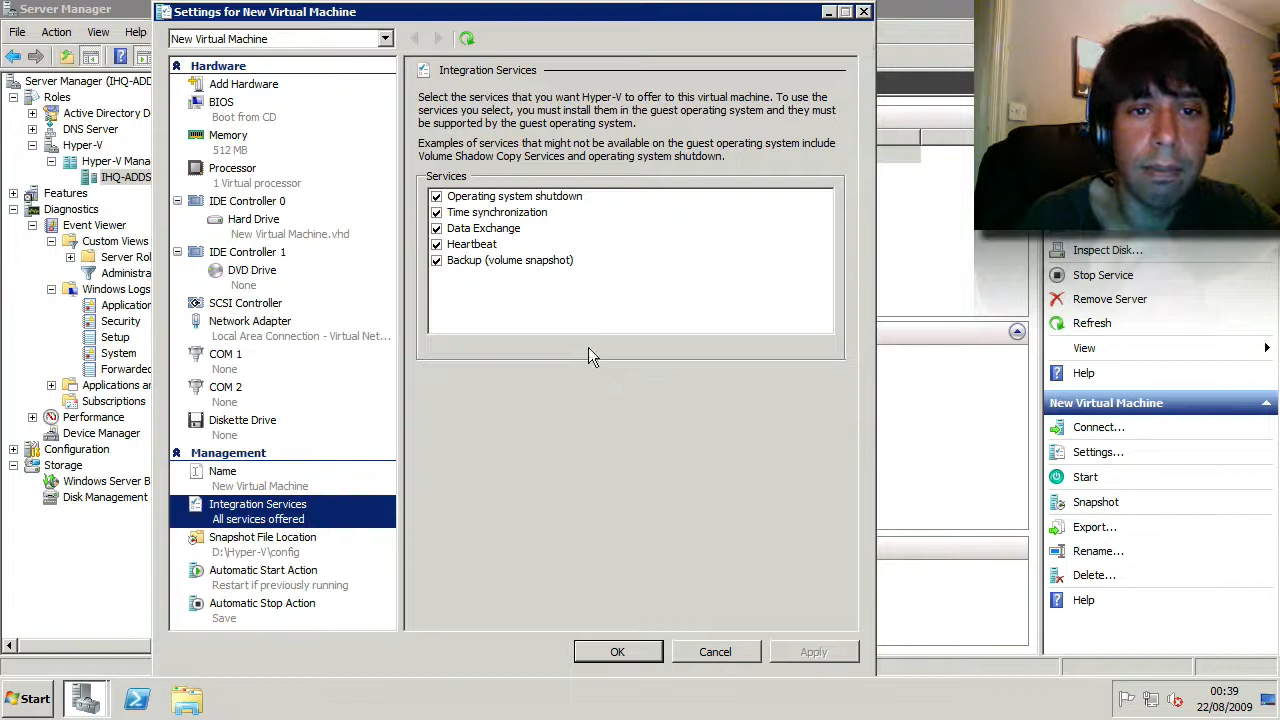 Server Manager
File Action View Help
Server Manager (IHQ-ADD
Roles
Active Directory D
DNS Server
Hyper-V
Hyper-V Mana
IHQ-ADDS
Features
Diagnostics
Event Viewer
Custom Views
Server Ro
Administra
Windows Logs
Application
Security
Setup
System
Forwarded
Applications an
Subscriptions
Performance
Device Manager
Configuration
Storage
Windows Server B
Disk Management
Settings for New Virtual Machine
New Virtual Machine
Hardware
Add Hardware
BIOS
Boot from CD
Memory
512 MB
Processor
1 Virtual processor
IDE Controller 0
Hard Drive
New Virtual Machine.vhd
IDE Controller 1
DVD Drive
None
SCSI Controller
Network Adapter
Local Area Connection - Virtual Net...
COM 1
None
COM 2
None
Diskette Drive
None
Management
Name
New Virtual Machine
Integration Services
All services offered
Snapshot File Location
D:\Hyper-V\config
Automatic Start Action
Restart if previously running
Automatic Stop Action
Save
Integration Services
Select the services that you want Hyper-V to offer to this virtual machine. To use the
services you select, you must install them in the guest operating system and they must
be supported by the guest operating system.
Examples of services that might not be available on the guest operating system include
Volume Shadow Copy Services and operating system shutdown.
Services
Operating system shutdown
Time synchronization
Data Exchange
Heartbeat
Backup (volume snapshot)
OK Cancel Apply
Inspect Disk...
Stop Service
Remove Server
Refresh
View
Help
New Virtual Machine
Connect...
Settings...
Start
Snapshot
Export...
Rename...
Delete...
Help
Start
00:39
22/08/2009